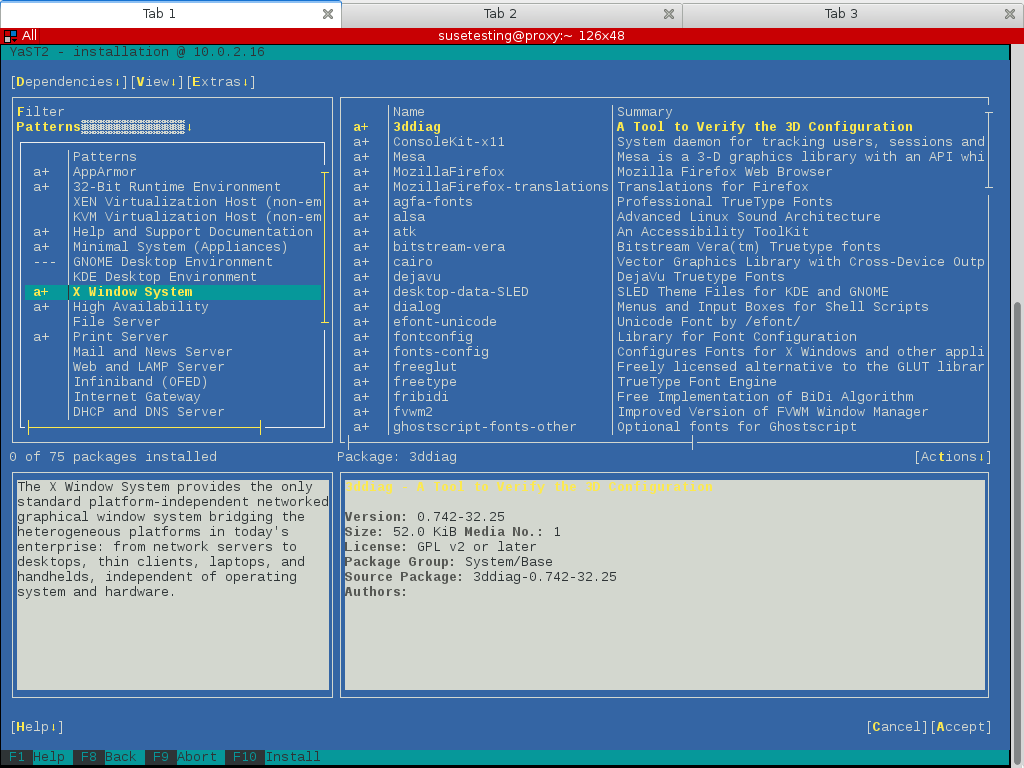 Tab 1
Tab 2
Tab 3
All
susetesting@proxy:~ 126x48
YaST2 - installation @ 10.0.2.16
[Dependencies↓][View↓][Extras↓]
Filter
Patterns▒▒▒▒▒▒▒▒▒▒▒▒▒↓
Patterns
a+ AppArmor
a+ 32-Bit Runtime Environment
XEN Virtualization Host (non-em
KVM Virtualization Host (non-em
a+ Help and Support Documentation
a+ Minimal System (Appliances)
--- GNOME Desktop Environment
KDE Desktop Environment
a+ X Window System
a+ High Availability
File Server
a+ Print Server
Mail and News Server
Web and LAMP Server
Infiniband (OFED)
Internet Gateway
DHCP and DNS Server
Name Summary
a+ 3ddiag A Tool to Verify the 3D Configuration
a+ ConsoleKit-x11 System daemon for tracking users, sessions and
a+ Mesa Mesa is a 3-D graphics library with an API whi
a+ MozillaFirefox Mozilla Firefox Web Browser
a+ MozillaFirefox-translations Translations for Firefox
a+ agfa-fonts Professional TrueType Fonts
a+ alsa Advanced Linux Sound Architecture
a+ atk An Accessibility ToolKit
a+ bitstream-vera Bitstream Vera(tm) Truetype fonts
a+ cairo Vector Graphics Library with Cross-Device Outp
a+ dejavu DejaVu Truetype Fonts
a+ desktop-data-SLED SLED Theme Files for KDE and GNOME
a+ dialog Menus and Input Boxes for Shell Scripts
a+ efont-unicode Unicode Font by /efont/
a+ fontconfig Library for Font Configuration
a+ fonts-config Configures Fonts for X Windows and other appli
a+ freeglut Freely licensed alternative to the GLUT librar
a+ freetype TrueType Font Engine
a+ fribidi Free Implementation of BiDi Algorithm
a+ fvwm2 Improved Version of FVWM Window Manager
a+ ghostscript-fonts-other Optional fonts for Ghostscript
0 of 75 packages installed
Package: 3ddiag
[Actions↓]
The X Window System provides the only
standard platform-independent networked
graphical window system bridging the
heterogeneous platforms in today's
enterprise: from network servers to
desktops, thin clients, laptops, and
handhelds, independent of operating
system and hardware.
3ddiag - A Tool to Verify the 3D Configuration
Version: 0.742-32.25
Size: 52.0 KiB Media No.: 1
License: GPL v2 or later
Package Group: System/Base
Source Package: 3ddiag-0.742-32.25
Authors:
[Help↓]
[Cancel][Accept]
F1 Help F8 Back F9 Abort F10 Install